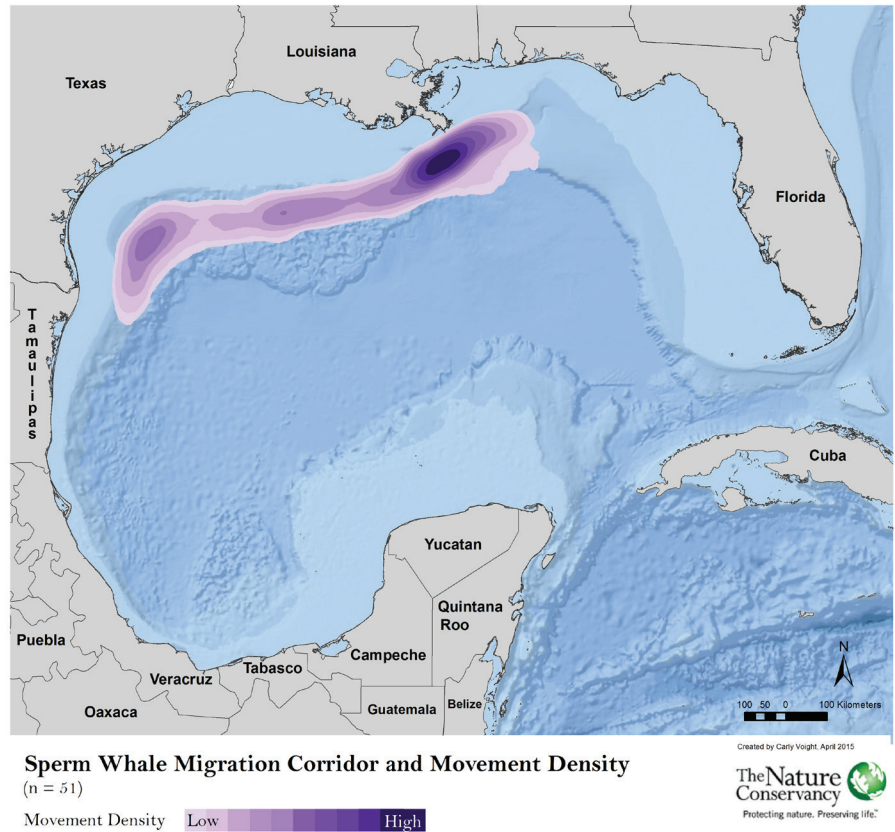 Louisiana
Texas
Florida
Tamaulipas
Cuba
Yucatan
Quintana
Roo
Puebla
Campeche
Tabasco
Veracruz
Belize
Guatemala
Oaxaca
N
100 50 0 100 Kilometers
Created by Carly Voight, April 2015
Sperm Whale Migration Corridor and Movement Density
(n = 51)
Movement Density Low High
The Nature
Conservancy
Protecting nature. Preserving life.™